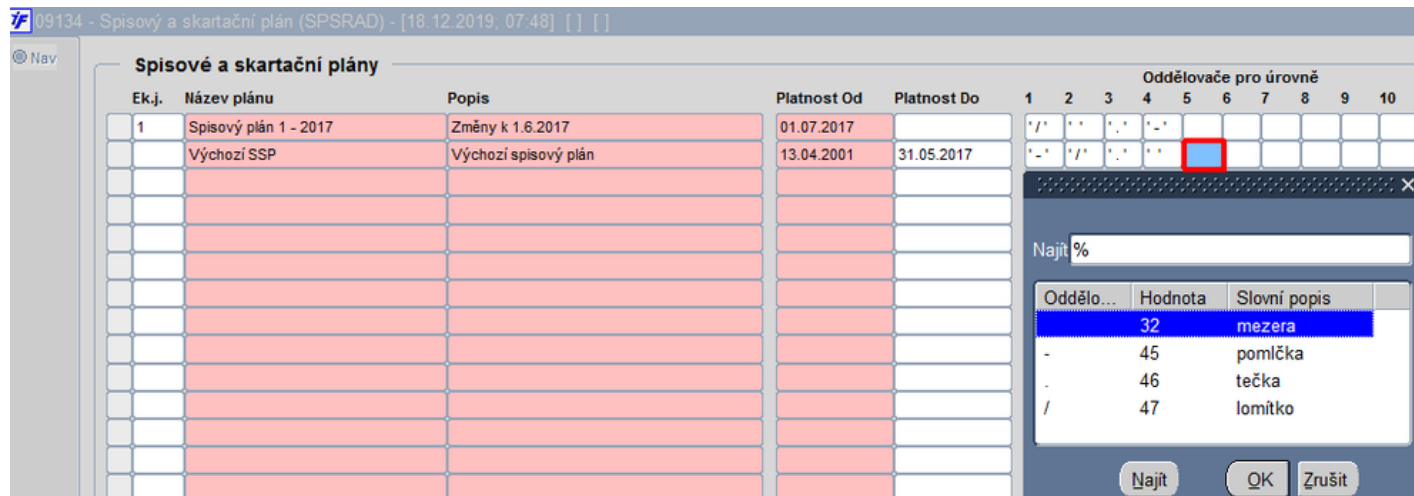 09134 - Spisový a skartační plán (SPSRAD) - [18.12.2019; 07:48] [ ] [ ]
Nav
Spisové a skartační plány
Oddělovače pro úrovně
Ek.j. Název plánu Popis Platnost Od Platnost Do 1 2 3 4 5 6 7 8 9 10
1 Spisový plán 1 - 2017 Změny k 1.6.2017 01.07.2017 '/' ' ' '.' '-'
Výchozí SSP Výchozí spisový plán 13.04.2001 31.05.2017 '-' '/' '.' ' '
Najít %
Oddělo... Hodnota Slovní popis
32 mezera
- 45 pomlčka
. 46 tečka
/ 47 lomítko
Najít OK Zrušit